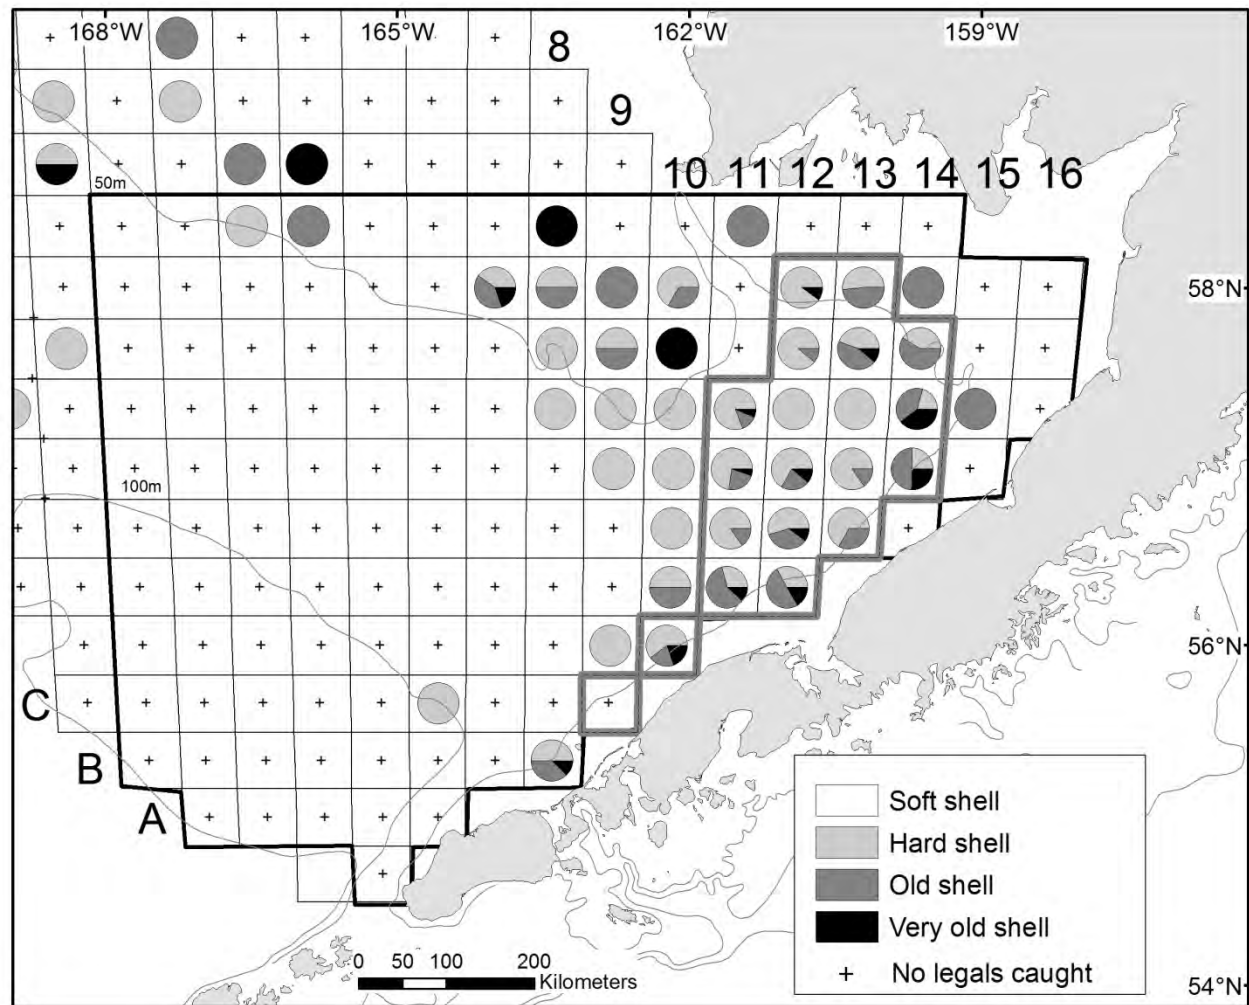 168°W 165°W 162°W 159°W
8
9
10 11 12 13 14 15 16
50m
58°N
100m
56°N
C
B
A
Soft shell
Hard shell
Old shell
Very old shell
+ No legals caught
0 50 100 200
Kilometers
54°N